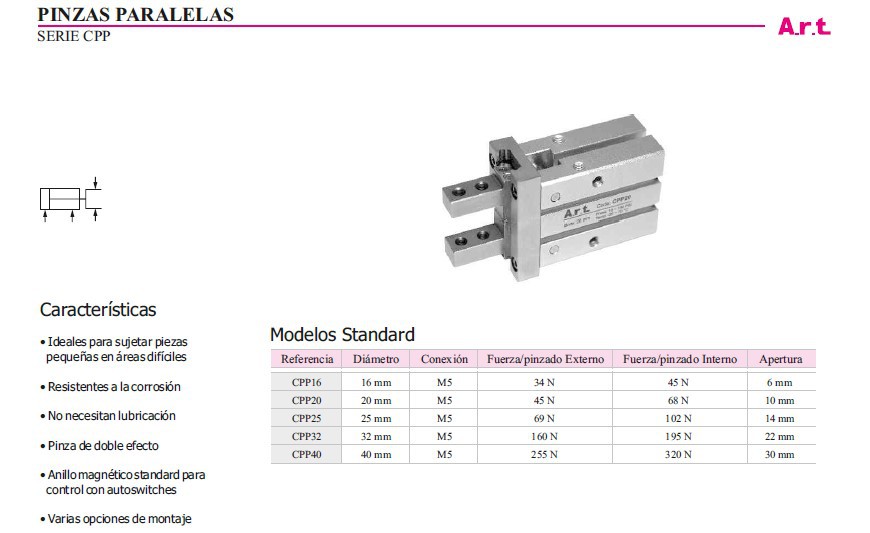 PINZAS PARALELAS
SERIE CPP
A.r.t.
A.r.t. CPP20
Características
• Ideales para sujetar piezas
pequeñas en áreas difíciles
• Resistentes a la corrosión
• No necesitan lubricación
• Pinza de doble efecto
• Anillo magnético standard para
control con autoswitches
• Varias opciones de montaje
Modelos Standard
Referencia Diámetro Conexión Fuerza/pinzado Externo Fuerza/pinzado Interno Apertura
CPP16 16 mm M5 34 N 45 N 6 mm
CPP20 20 mm M5 45 N 68 N 10 mm
CPP25 25 mm M5 69 N 102 N 14 mm
CPP32 32 mm M5 160 N 195 N 22 mm
CPP40 40 mm M5 255 N 320 N 30 mm